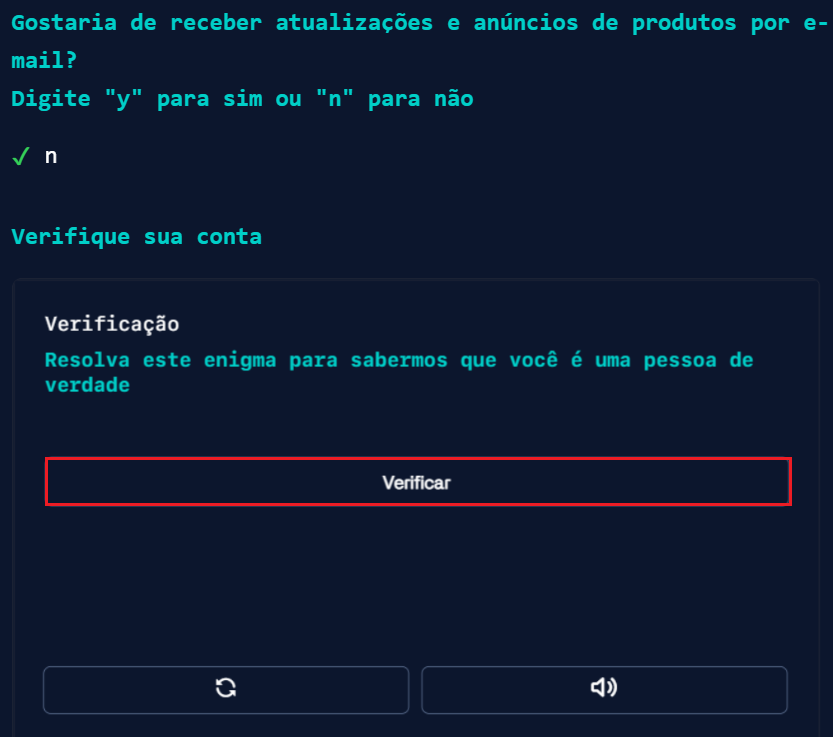 Gostaria de receber atualizações e anúncios de produtos por e-
mail?
Digite "y" para sim ou "n" para não
✓ n
Verifique sua conta
Verificação
Resolva este enigma para sabermos que você é uma pessoa de
verdade
Verificar